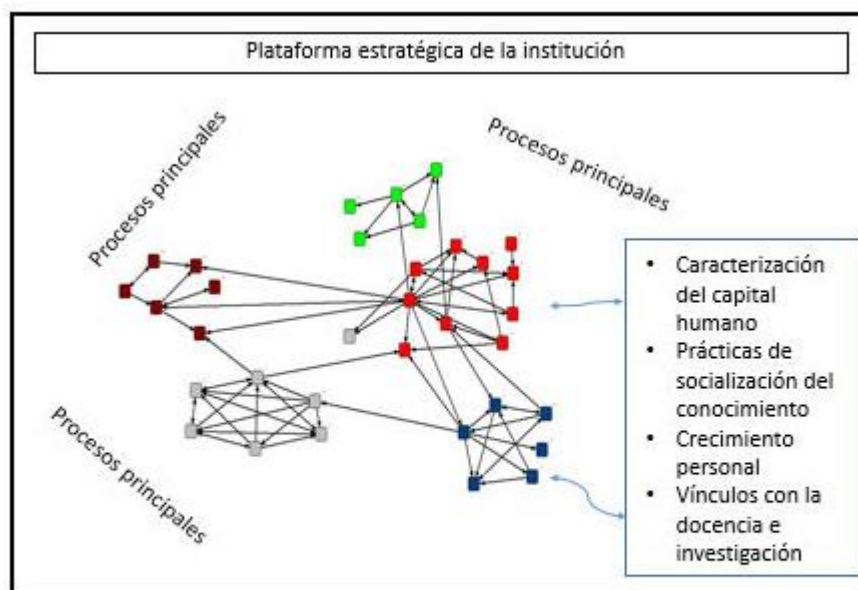 Plataforma estratégica de la institución
Procesos principales
Procesos principales
Procesos principales
• Caracterización
del capital
humano
• Prácticas de
socialización del
conocimiento
• Crecimiento
personal
• Vínculos con la
docencia e
investigación